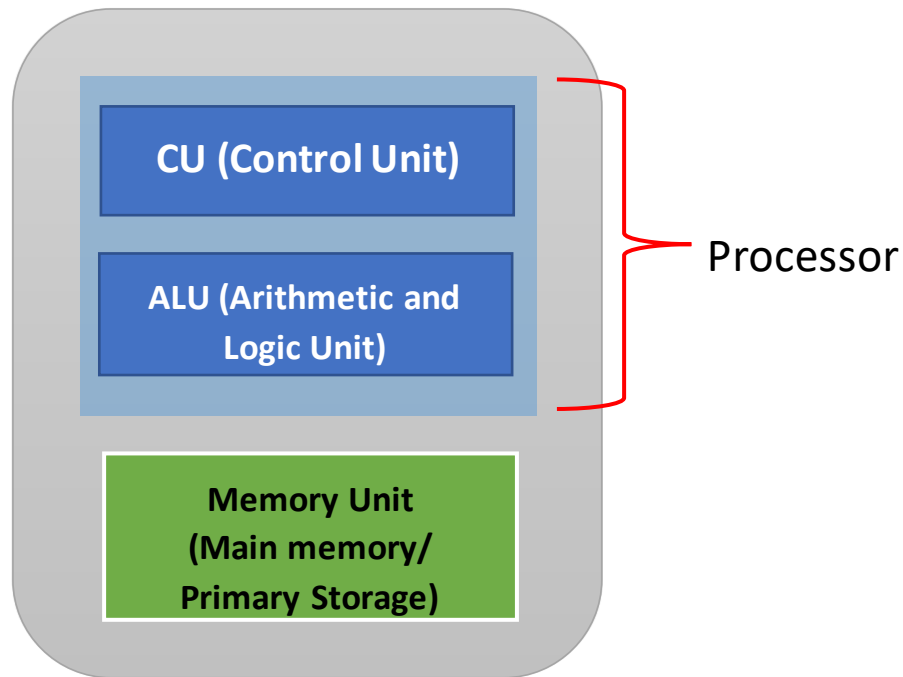 CU (Control Unit)
ALU (Arithmetic and
Logic Unit)
Processor
Memory Unit
(Main memory/
Primary Storage)